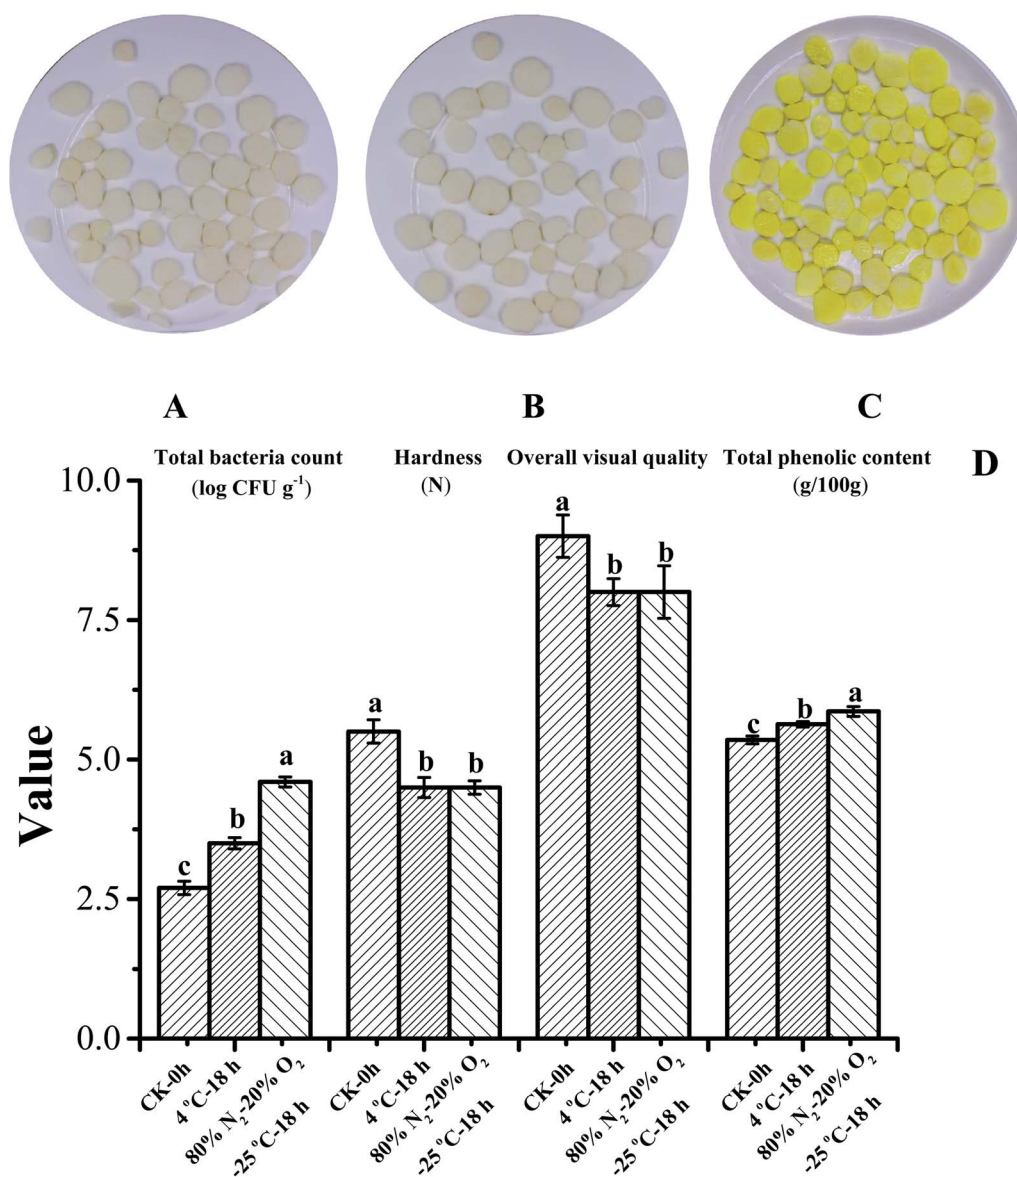 A B C
Total bacteria count Hardness Overall visual quality Total phenolic content D
(log CFU g⁻¹) (N) (g/100g)
10.0
7.5
5.0
2.5
0.0
Value
a
b
b
a
b
b
c
b
a
a
b
c
CK-0h
4 °C-18 h
80% N₂-20% O₂
-25 °C-18 h
CK-0h
4 °C-18 h
80% N₂-20% O₂
-25 °C-18 h
CK-0h
4 °C-18 h
80% N₂-20% O₂
-25 °C-18 h
CK-0h
4 °C-18 h
80% N₂-20% O₂
-25 °C-18 h